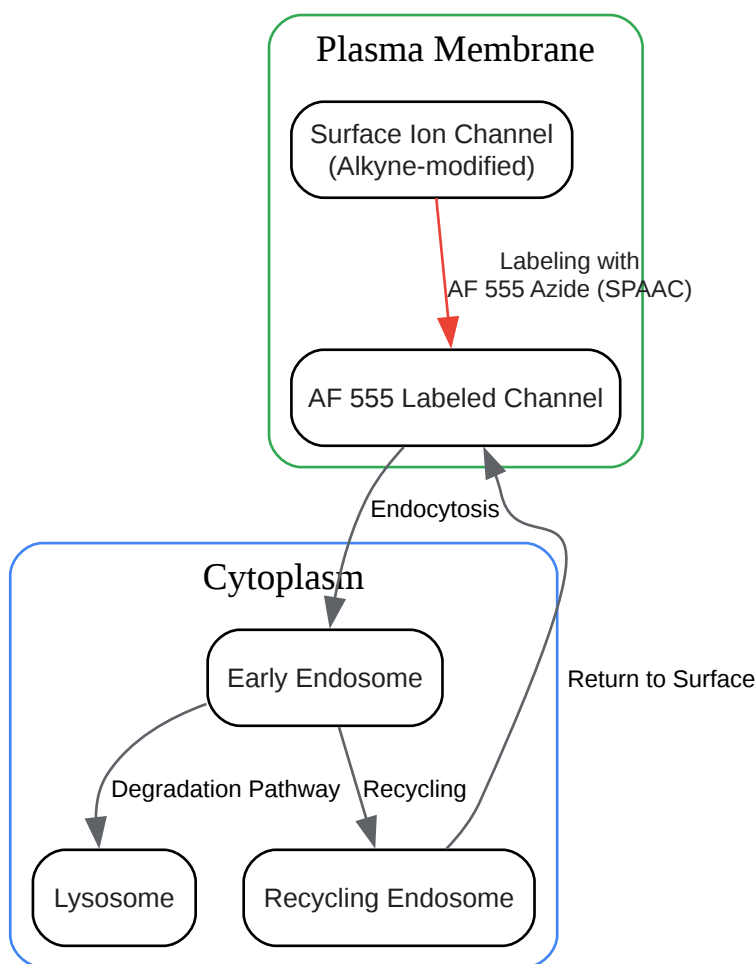 Plasma Membrane
Surface Ion Channel
(Alkyne-modified)
Labeling with
AF 555 Azide (SPAAC)
AF 555 Labeled Channel
Endocytosis
Cytoplasm
Early Endosome
Return to Surface
Degradation Pathway
Recycling
Lysosome
Recycling Endosome